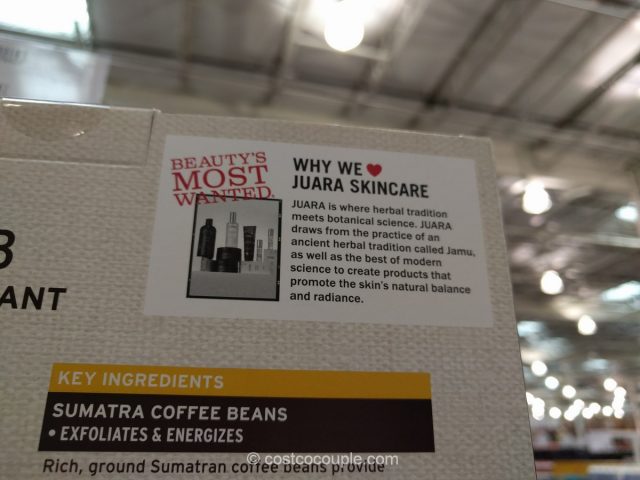 BEAUTY'S
MOST
WANTED.
WHY WE ❤
JUARA SKINCARE
JUARA is where herbal tradition
meets botanical science. JUARA
draws from the practice of an
ancient herbal tradition called Jamu,
as well as the best of modern
science to create products that
promote the skin's natural balance
and radiance.
B
ANT
KEY INGREDIENTS
SUMATRA COFFEE BEANS
• EXFOLIATES & ENERGIZES
Rich, ground Sumatran coffee beans provide
© costcocouple.com